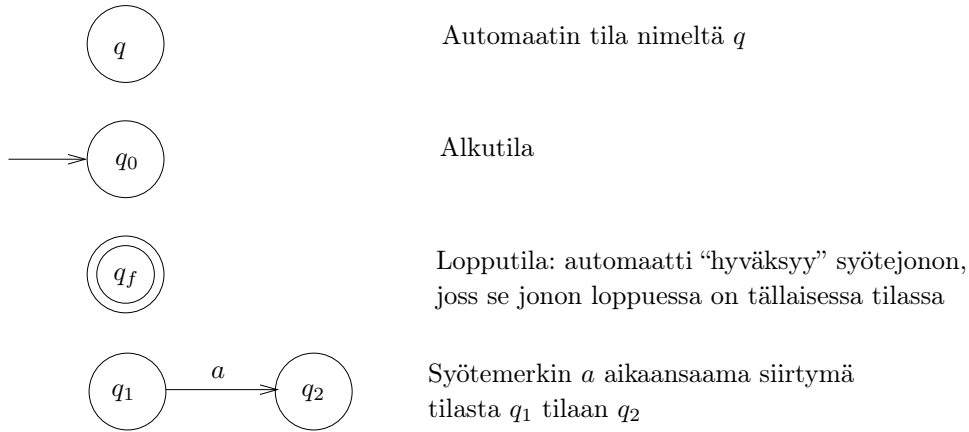 q Automaatin tila nimeltä q
q₀ Alkutila
q_f Lopputila: automaatti “hyväksyy” syötejonon,
joss se jonon loppuessa on tällaisessa tilassa
q₁ a q₂ Syötemerkin a aikaansaama siirtymä
tilasta q₁ tilaan q₂